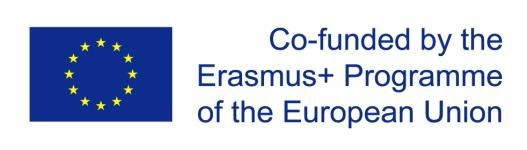 Co-funded by the
Erasmus+ Programme
of the European Union